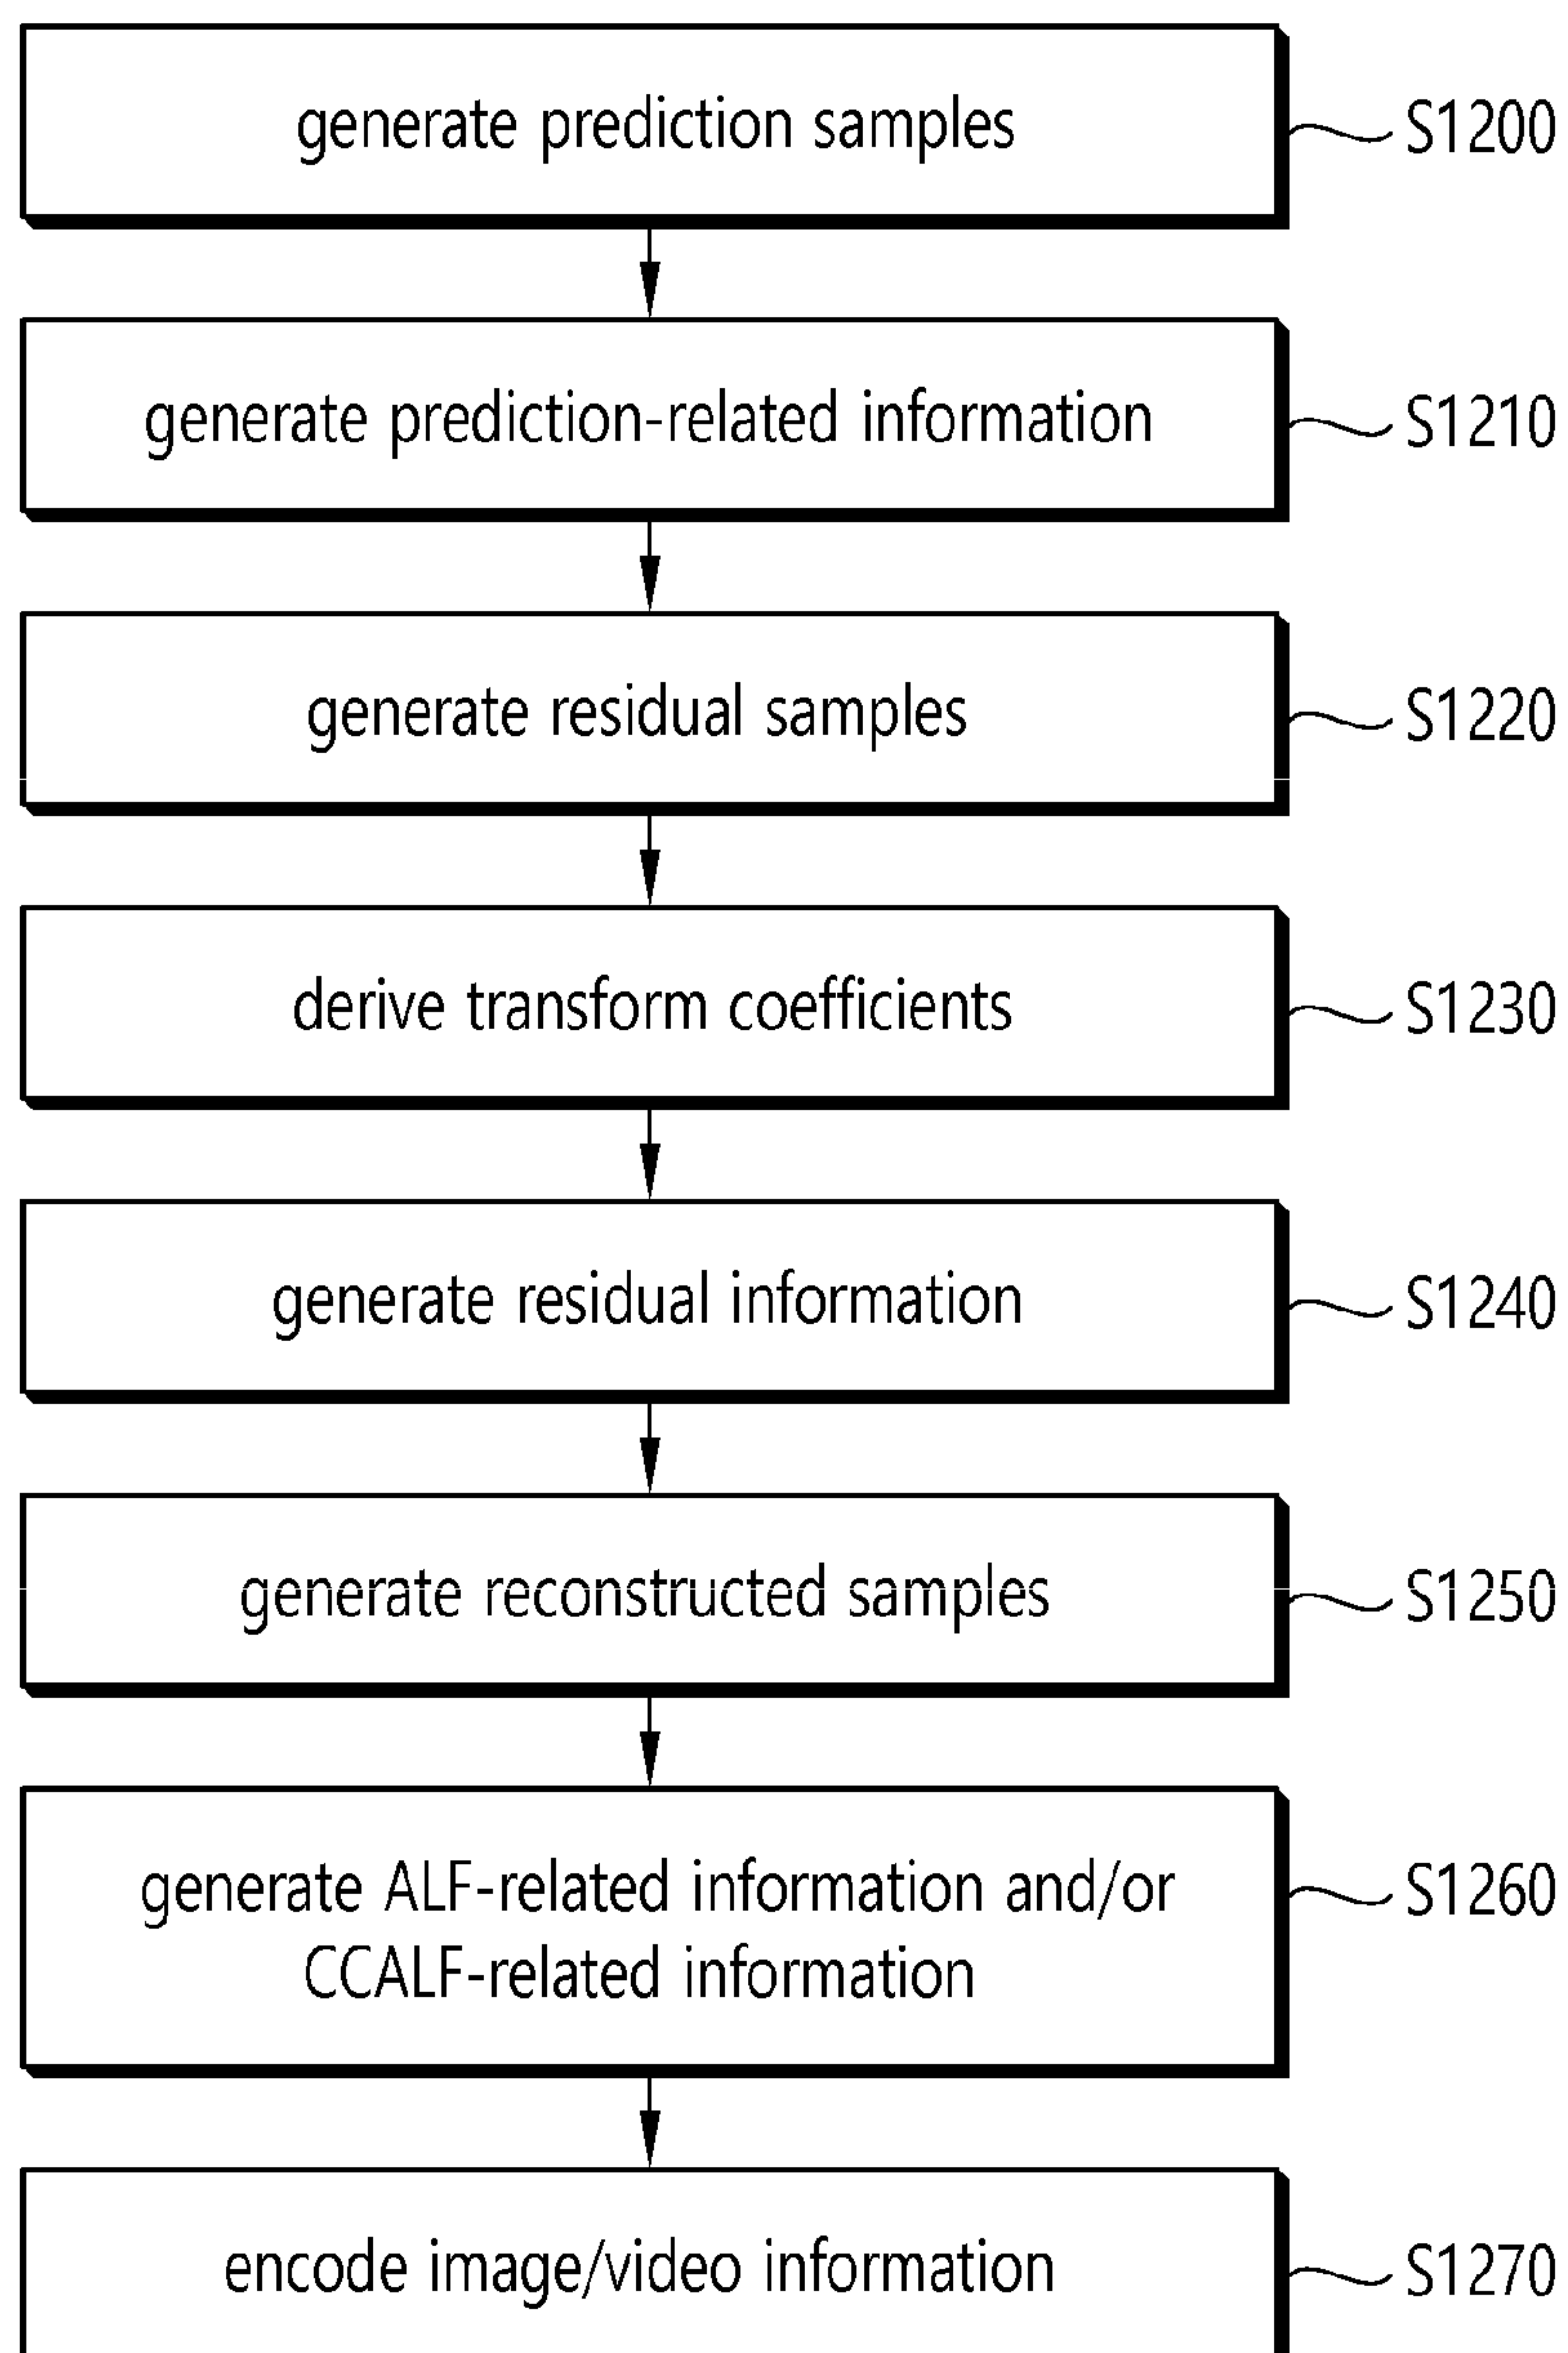 generate prediction samples S1200
generate prediction-related information S1210
generate residual samples S1220
derive transform coefficients S1230
generate residual information S1240
generate reconstructed samples S1250
generate ALF-related information and/or S1260
CCALF-related information
encode image/video information S1270